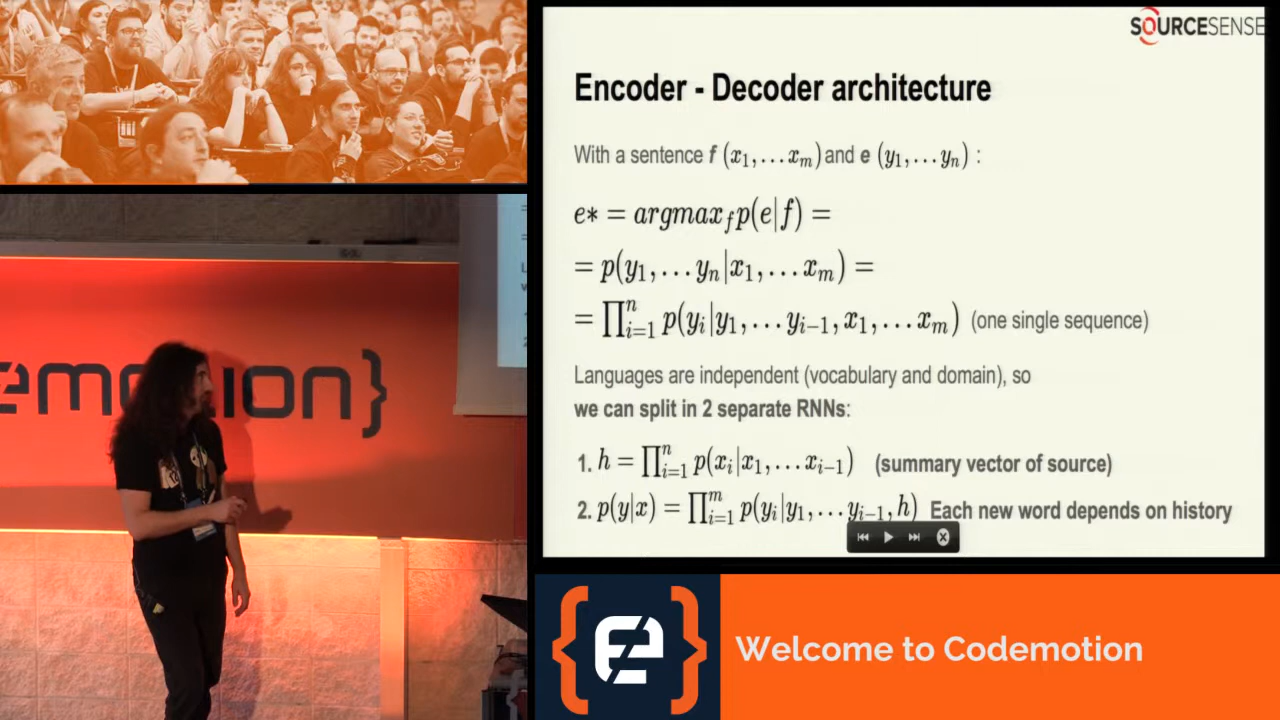 SOURCESENSE
Encoder - Decoder architecture
With a sentence f (x₁,…xₘ) and e (y₁,…yₙ) :
e∗ = argmax_f p(e|f) =
= p(y₁,…yₙ|x₁,…xₘ) =
= ∏ⁿᵢ₌₁ p(yᵢ|y₁,…yᵢ₋₁,x₁,…xₘ) (one single sequence)
Languages are independent (vocabulary and domain), so
we can split in 2 separate RNNs:
1. h = ∏ⁿᵢ₌₁ p(xᵢ|x₁,…xᵢ₋₁) (summary vector of source)
2. p(y|x) = ∏ᵐᵢ₌₁ p(yᵢ|y₁,…yᵢ₋₁,h) Each new word depends on history
emotion}
{e}
Welcome to Codemotion